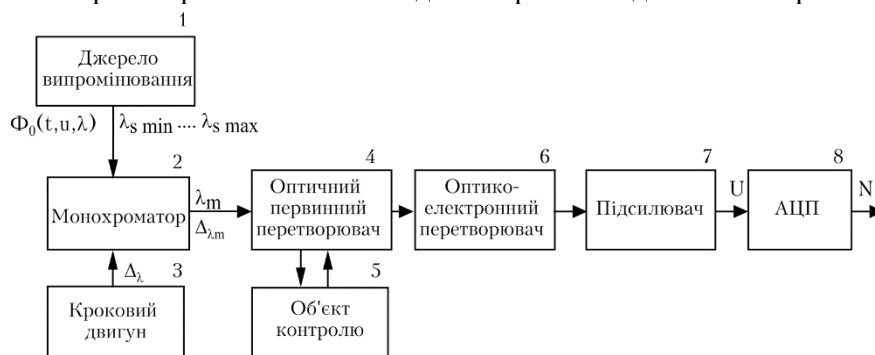 1
Джерело
випромінювання
Φ₀(t,u,λ)
λs min .... λs max
2
Монохроматор
λm
Δλm
3
Δλ
Кроковий
двигун
4
Оптичний
первинний
перетворювач
5
Об'єкт
контролю
6
Оптико-
електронний
перетворювач
7
Підсилювач
U
8
АЦП
N